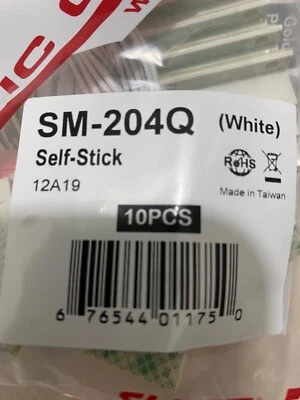 SM-204Q (White)
Self-Stick
12A19
RoHS
Made in Taiwan
10PCS
6 76544 01175 0